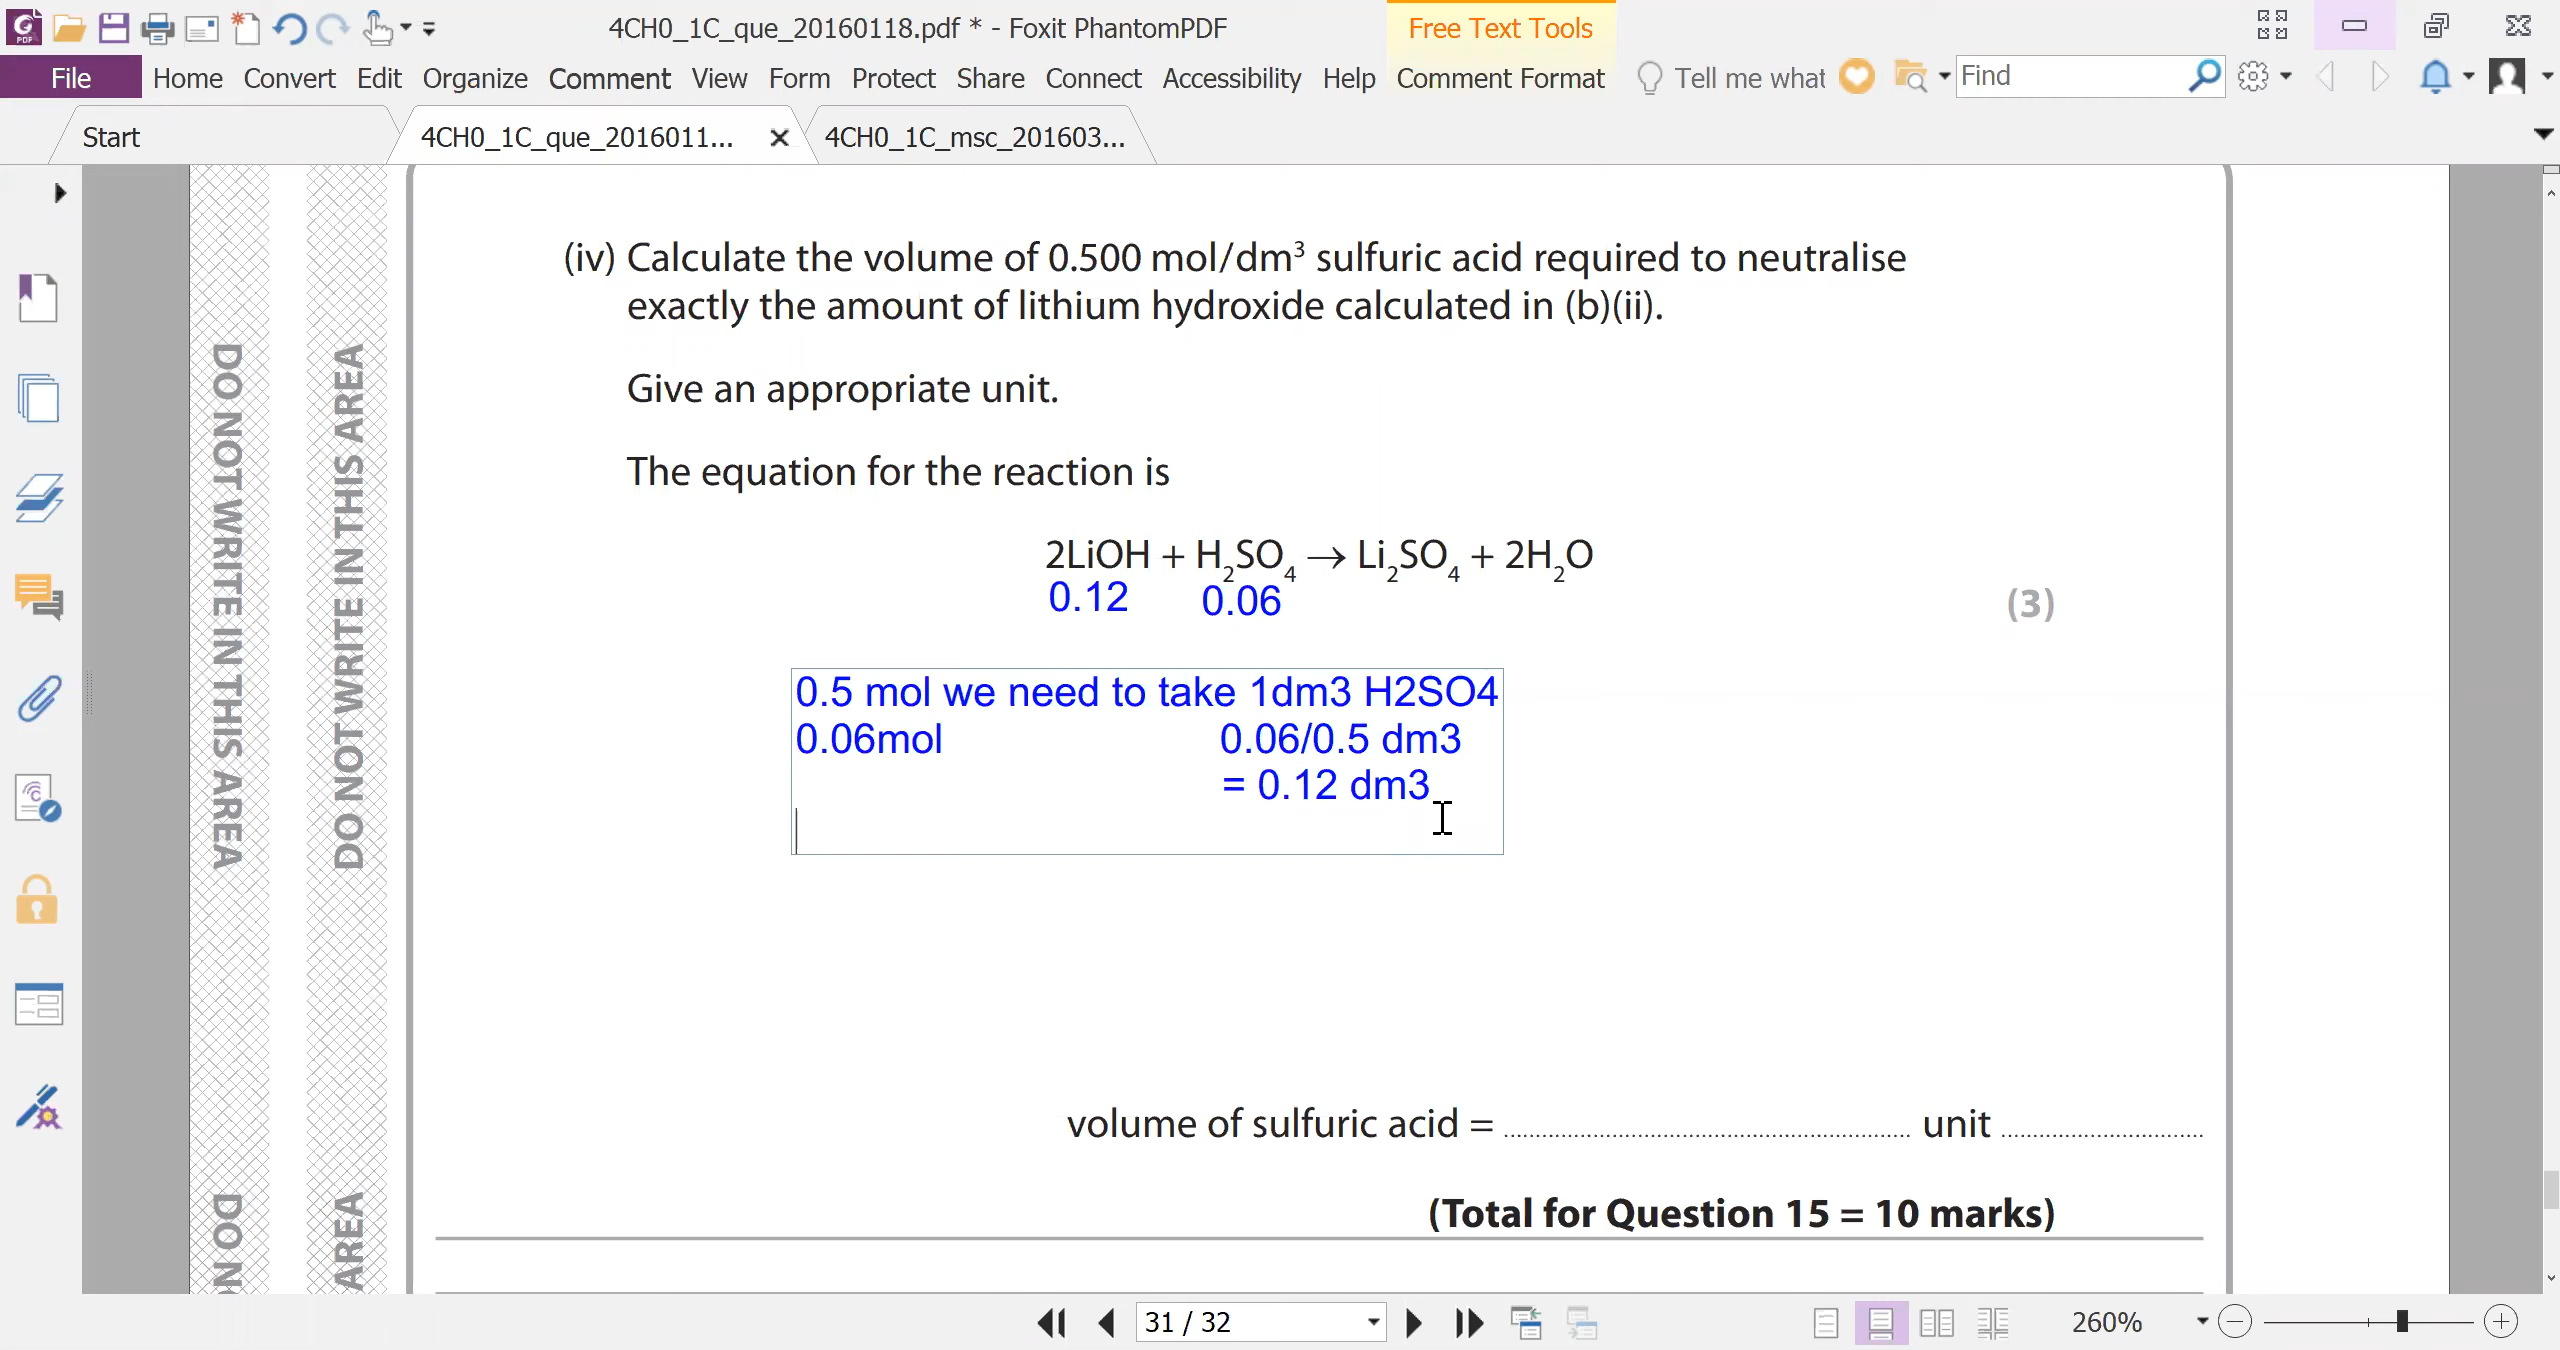 4CH0_1C_que_20160118.pdf * - Foxit PhantomPDF
Free Text Tools
File Home Convert Edit Organize Comment View Form Protect Share Connect Accessibility Help Comment Format Tell me what Find
Start 4CH0_1C_que_2016011... 4CH0_1C_msc_201603...
DO NOT WRITE IN THIS AREA
DO NOT WRITE IN THIS AREA
(iv) Calculate the volume of 0.500 mol/dm³ sulfuric acid required to neutralise
exactly the amount of lithium hydroxide calculated in (b)(ii).
Give an appropriate unit.
The equation for the reaction is
2LiOH + H₂SO₄ → Li₂SO₄ + 2H₂O
0.12 0.06
(3)
0.5 mol we need to take 1dm3 H2SO4
0.06mol 0.06/0.5 dm3
= 0.12 dm3
volume of sulfuric acid = ........................ unit ............
(Total for Question 15 = 10 marks)
DO N
AREA
31 / 32
260%